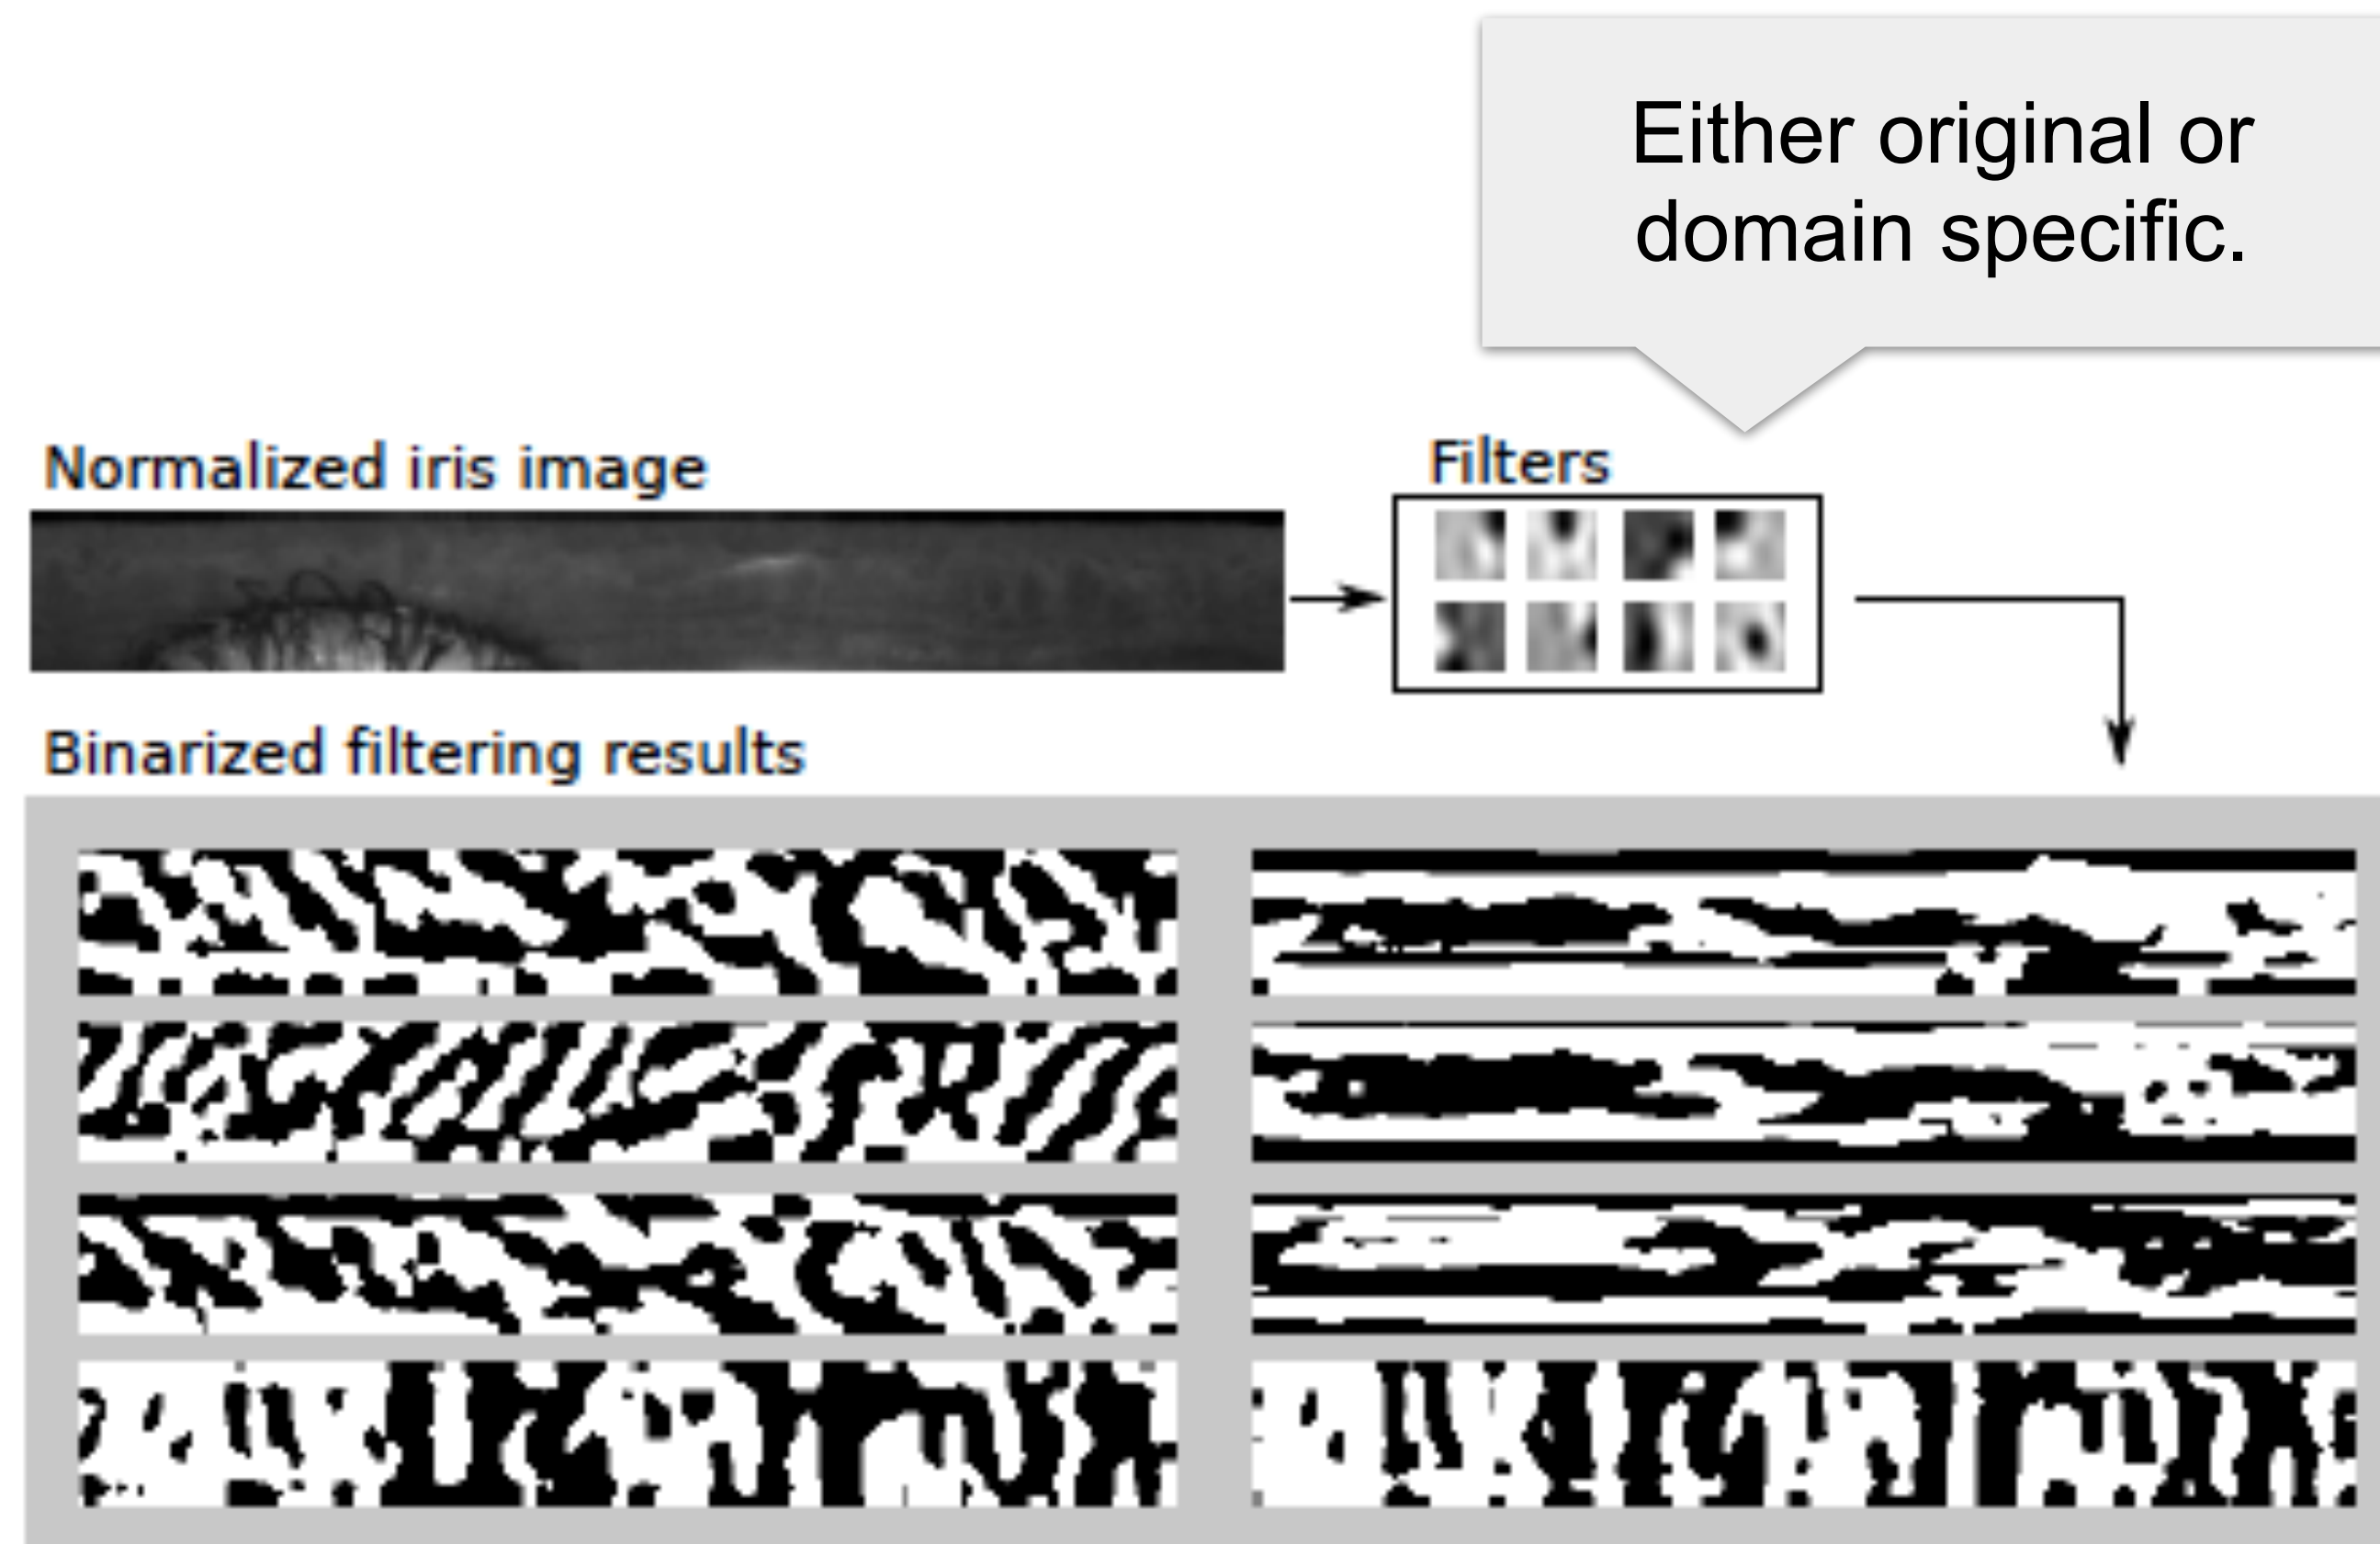 Either original or
domain specific.
Normalized iris image
Filters
Binarized filtering results